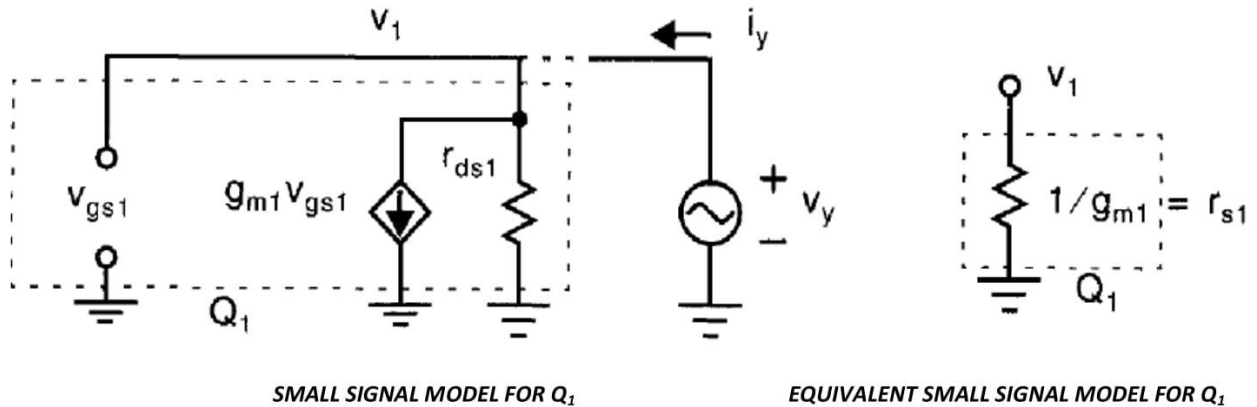 v1
iy
vgs1
gm1vgs1
rds1
+
vy
−
Q1
SMALL SIGNAL MODEL FOR Q1
v1
1/gm1 = rs1
Q1
EQUIVALENT SMALL SIGNAL MODEL FOR Q1